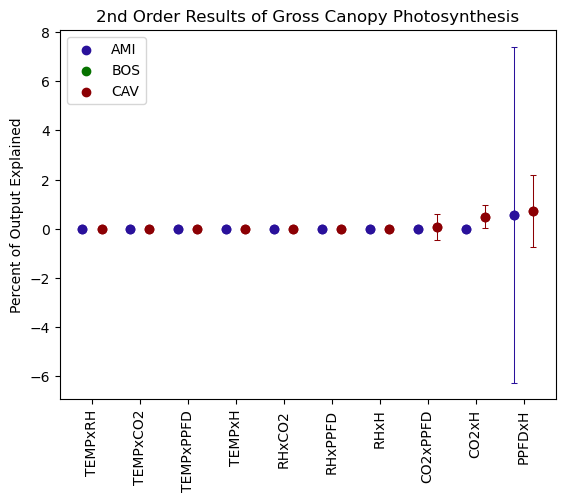 2nd Order Results of Gross Canopy Photosynthesis
AMI
BOS
CAV
Percent of Output Explained
8
6
4
2
0
−2
−4
−6
TEMPxRH
TEMPxCO2
TEMPxPPFD
TEMPxH
RHxCO2
RHxPPFD
RHxH
CO2xPPFD
CO2xH
PPFDxH